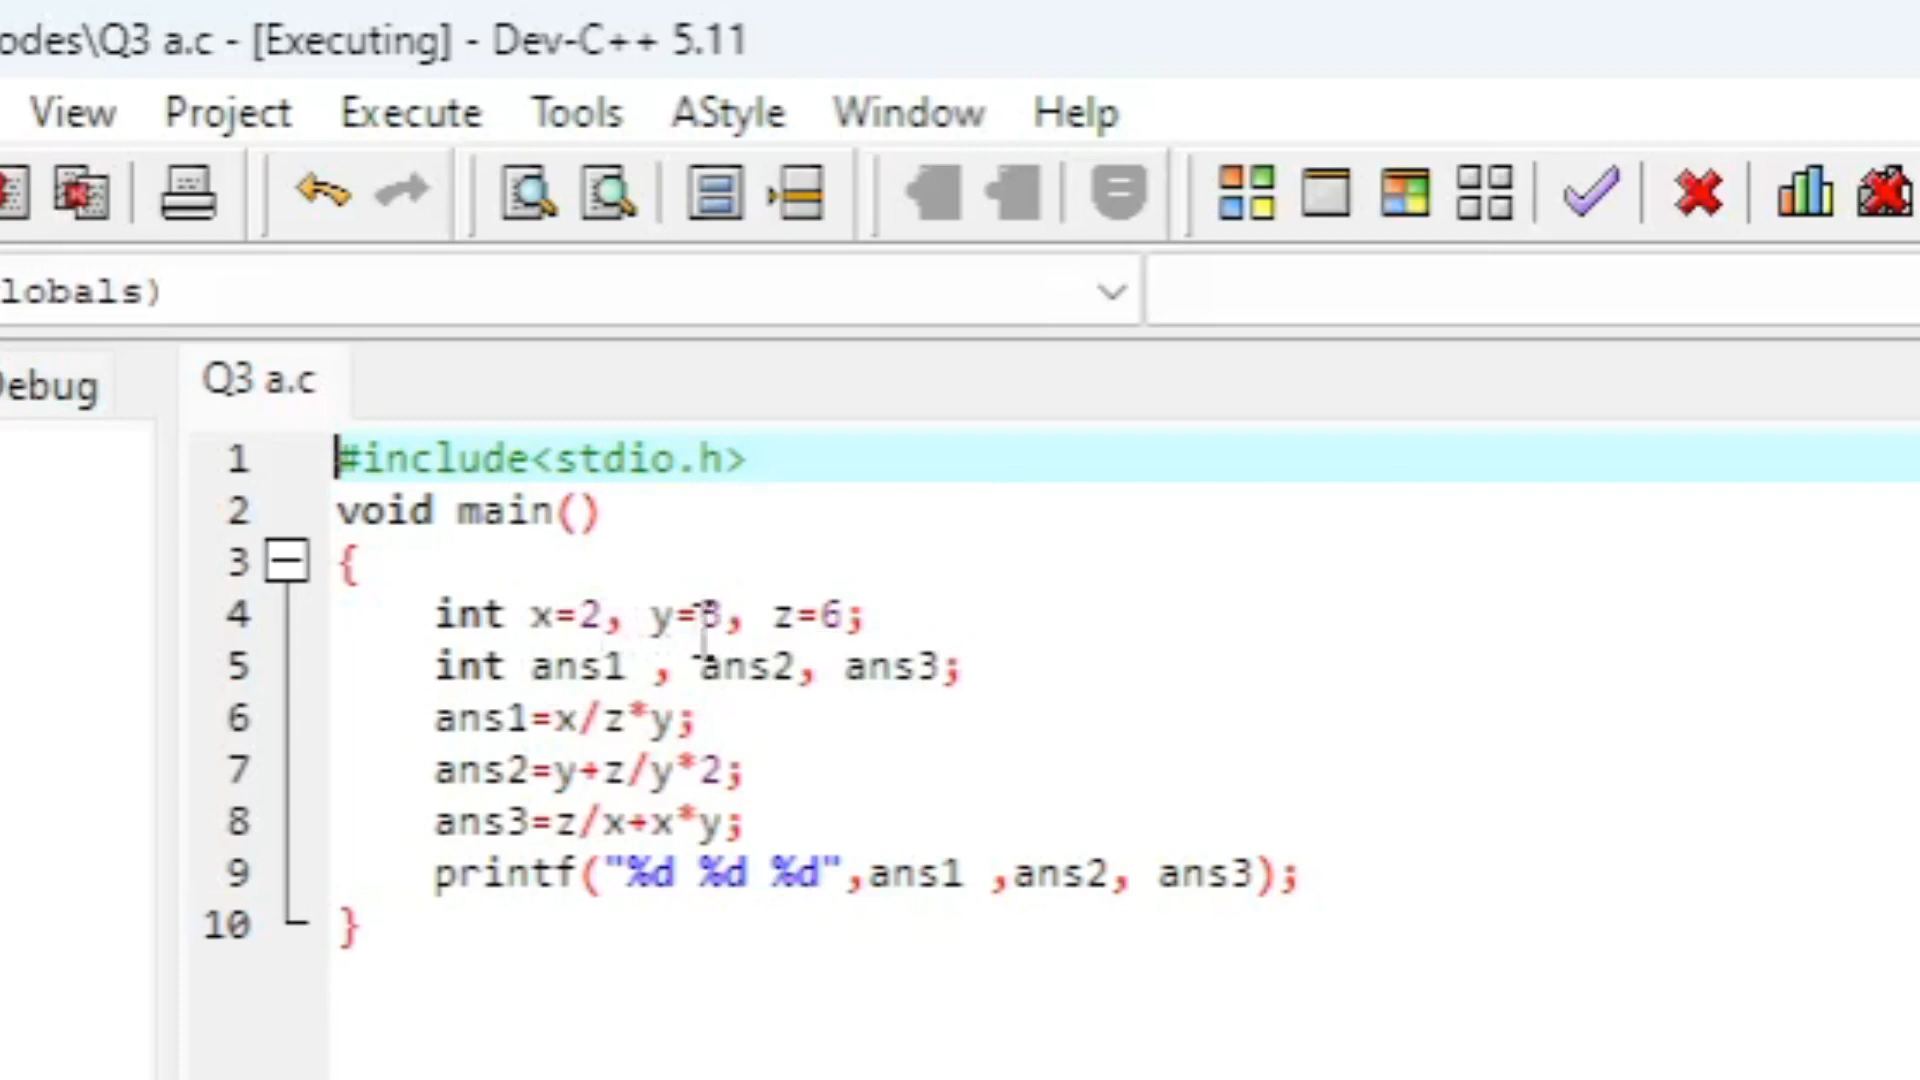 odes\Q3 a.c - [Executing] - Dev-C++ 5.11
View Project Execute Tools AStyle Window Help
lobals)
Debug Q3 a.c
1 #include<stdio.h>
2 void main()
3 {
4 int x=2, y=3, z=6;
5 int ans1 , ans2, ans3;
6 ans1=x/z*y;
7 ans2=y+z/y*2;
8 ans3=z/x+x*y;
9 printf("%d %d %d",ans1 ,ans2, ans3);
10 }